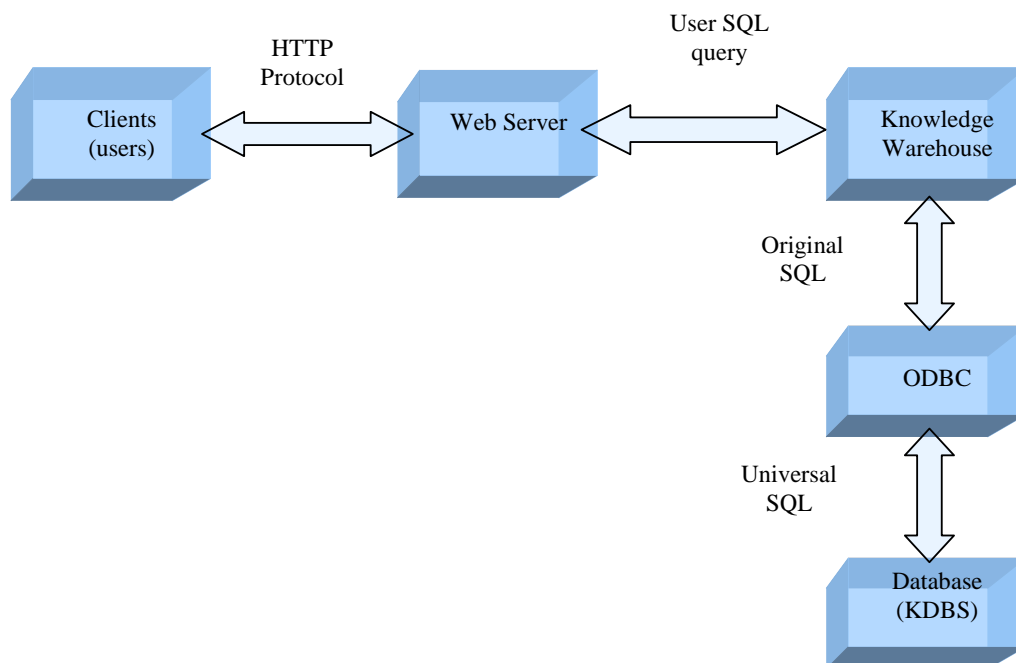 HTTP
Protocol
User SQL
query
Clients
(users)
Web Server
Knowledge
Warehouse
Original
SQL
ODBC
Universal
SQL
Database
(KDBS)